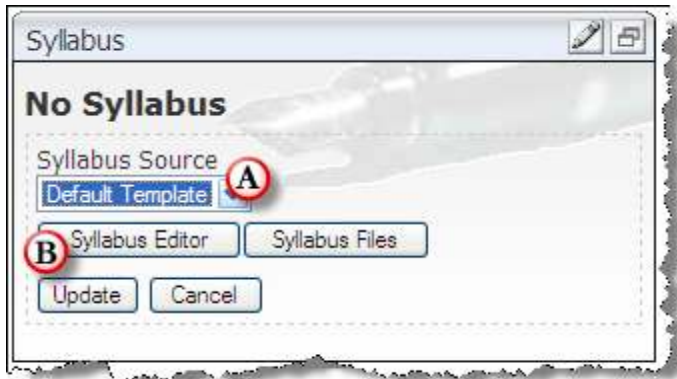 Syllabus
No Syllabus
Syllabus Source
Default Template A
B Syllabus Editor Syllabus Files
Update Cancel